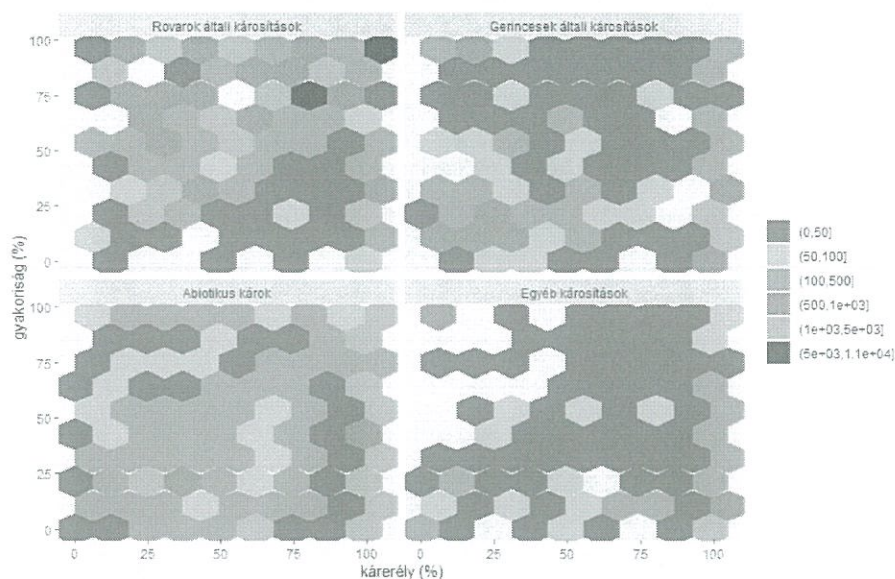 Rovarok általi károsítások
Gerincesek általi károsítások
100
75
50
25
0
gyakoriság (%)
Abiotikus károk
Egyéb károsítások
100
75
50
25
0
0 25 50 75 100
0 25 50 75 100
kárerély (%)
(0,50]
(50,100]
(100,500]
(500,1e+03]
(1e+03,5e+03]
(5e+03,1.1e+04]